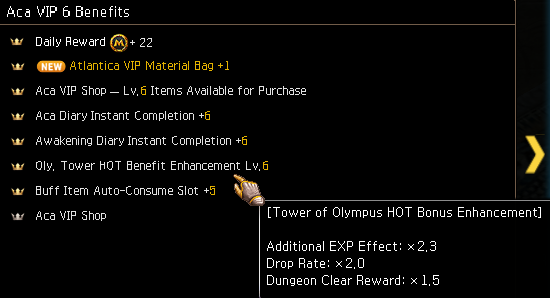 Aca VIP 6 Benefits
Daily Reward M + 22
NEW Atlantica VIP Material Bag +1
Aca VIP Shop – Lv.6 Items Available for Purchase
Aca Diary Instant Completion +6
Awakening Diary Instant Completion +6
Oly. Tower HOT Benefit Enhancement Lv.6
Buff Item Auto-Consume Slot +5
Aca VIP Shop
[Tower of Olympus HOT Bonus Enhancement]
Additional EXP Effect: ×2.3
Drop Rate: ×2.0
Dungeon Clear Reward: ×1.5